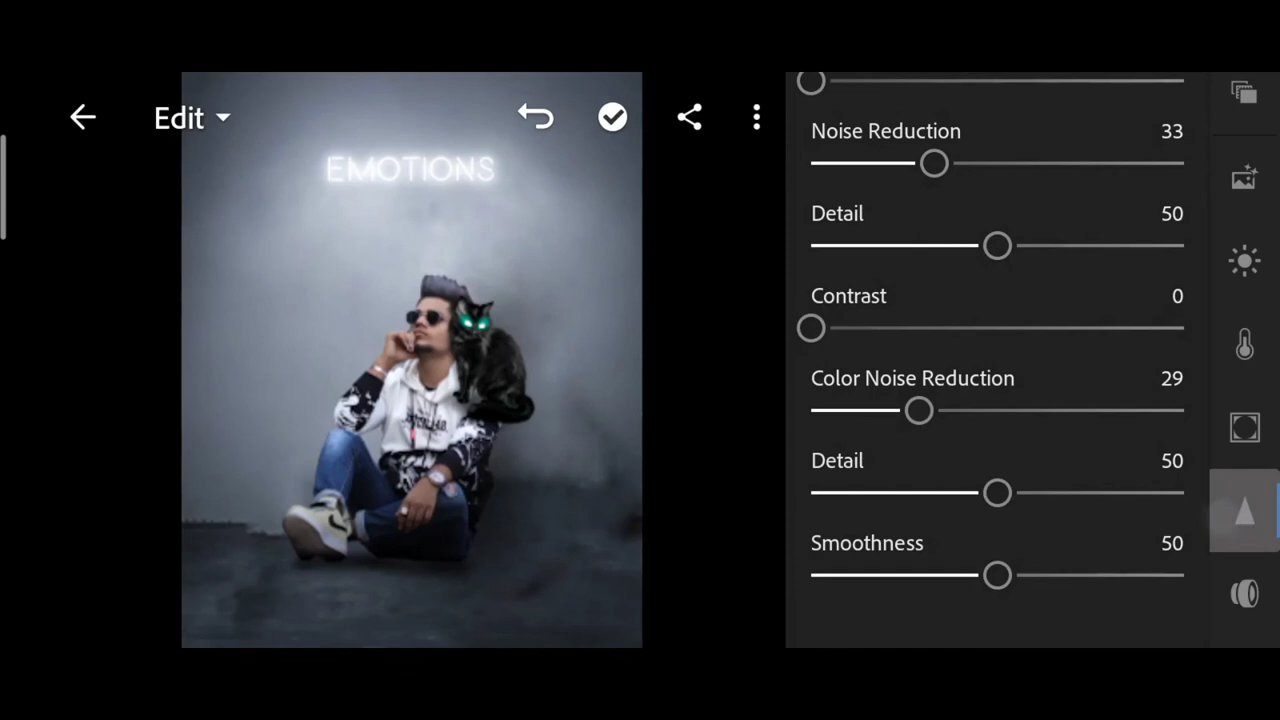 Edit
EMOTIONS
Noise Reduction 33
Detail 50
Contrast 0
Color Noise Reduction 29
Detail 50
Smoothness 50